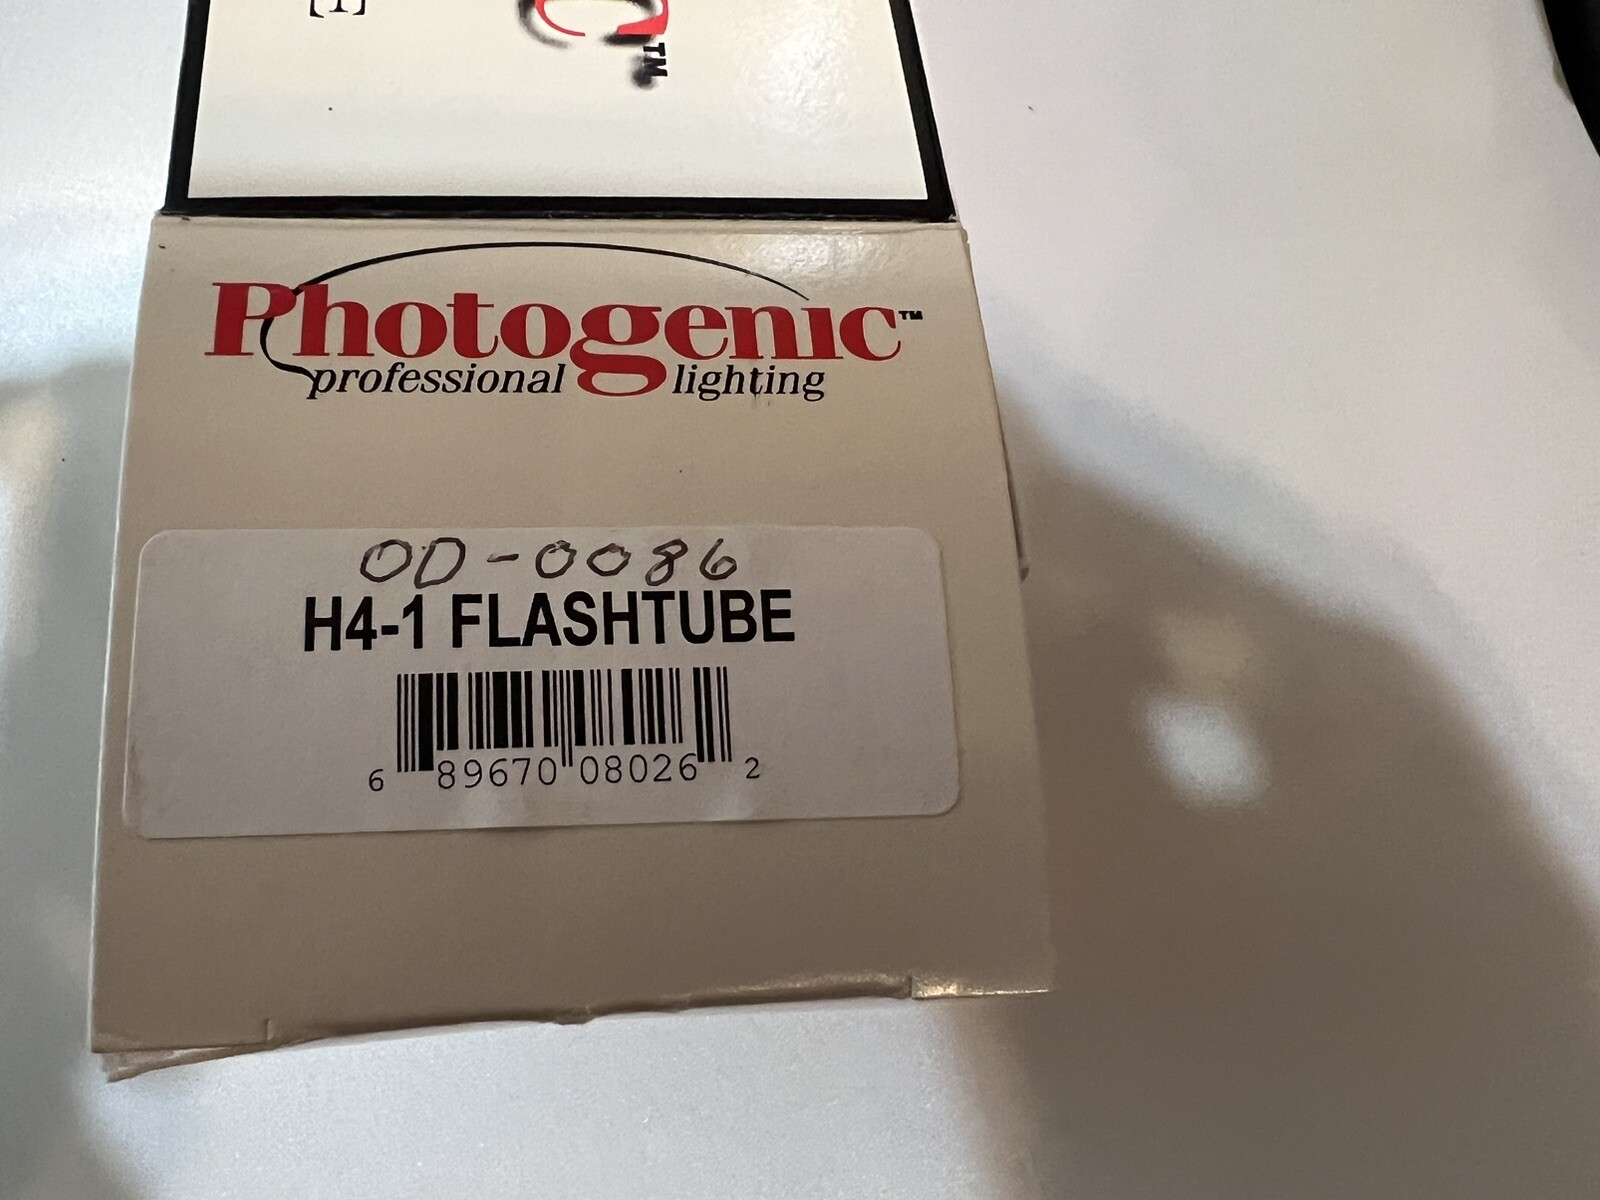 Photogenic™
professional lighting
OD-0086
H4-1 FLASHTUBE
6 89670 08026 2